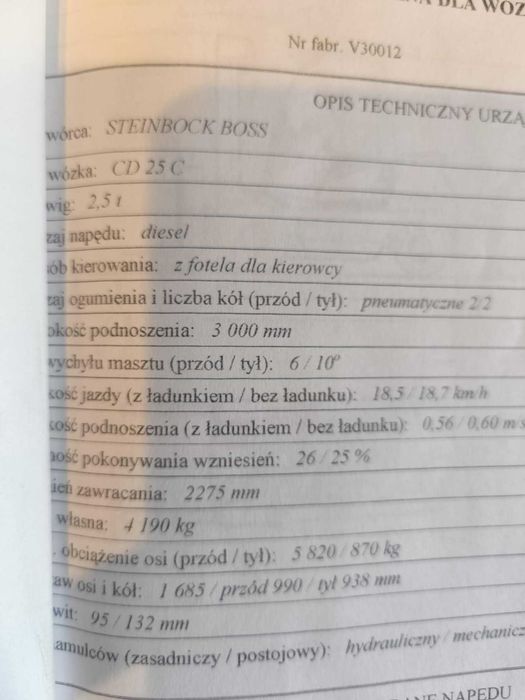 DLA WÓZ
Nr fabr. V30012
OPIS TECHNICZNY URZĄ
wórca: STEINBOCK BOSS
wózka: CD 25 C
wig: 2,5 t
zaj napędu: diesel
ób kierowania: z fotela dla kierowcy
zaj ogumienia i liczba kół (przód / tył): pneumatyczne 2/2
okość podnoszenia: 3 000 mm
wychyłu masztu (przód / tył): 6 / 10°
kość jazdy (z ładunkiem / bez ładunku): 18,5 / 18,7 km/h
kość podnoszenia (z ładunkiem / bez ładunku): 0,56 / 0,60 m/s
ność pokonywania wzniesień: 26 / 25 %
ień zawracania: 2275 mm
własna: 4 190 kg
. obciążenie osi (przód / tył): 5 820 / 870 kg
aw osi i kół: 1 685 / przód 990 / tył 938 mm
wit: 95 / 132 mm
amulców (zasadniczy / postojowy): hydrauliczny / mechanicz
NAPĘDU